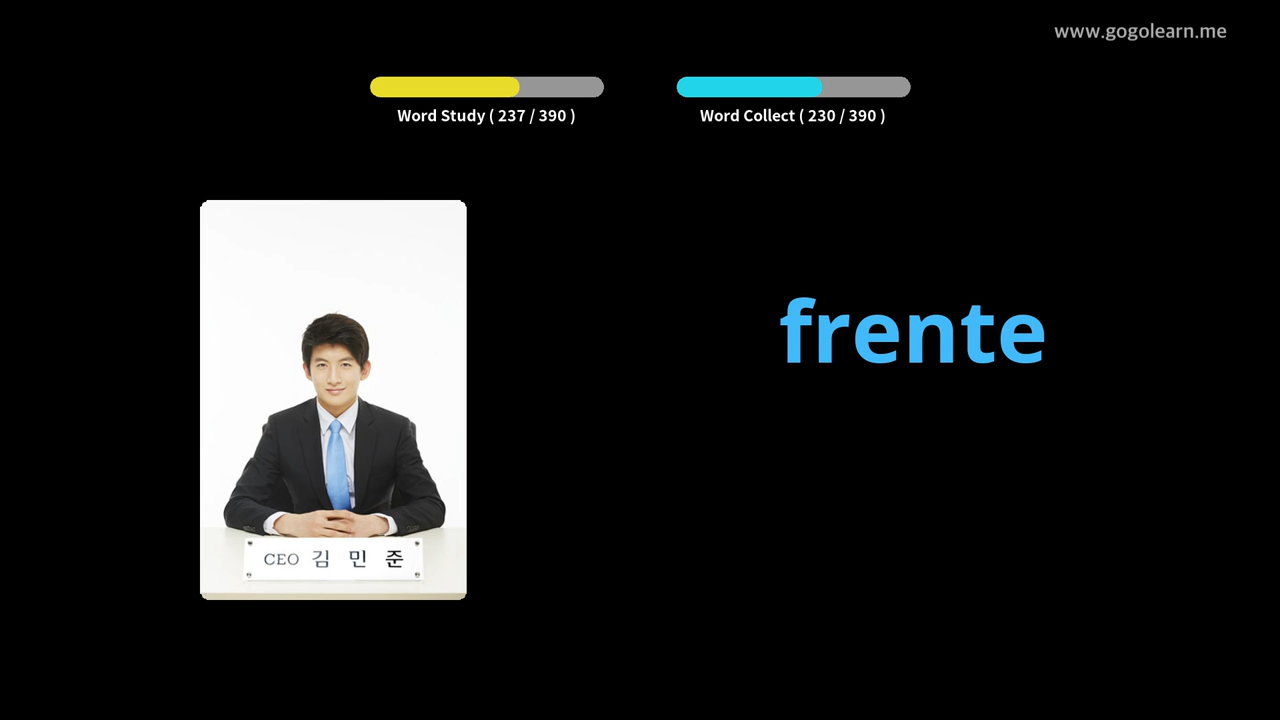 www.gogolearn.me
Word Study ( 237 / 390 )
Word Collect ( 230 / 390 )
frente
CEO 김 민 준